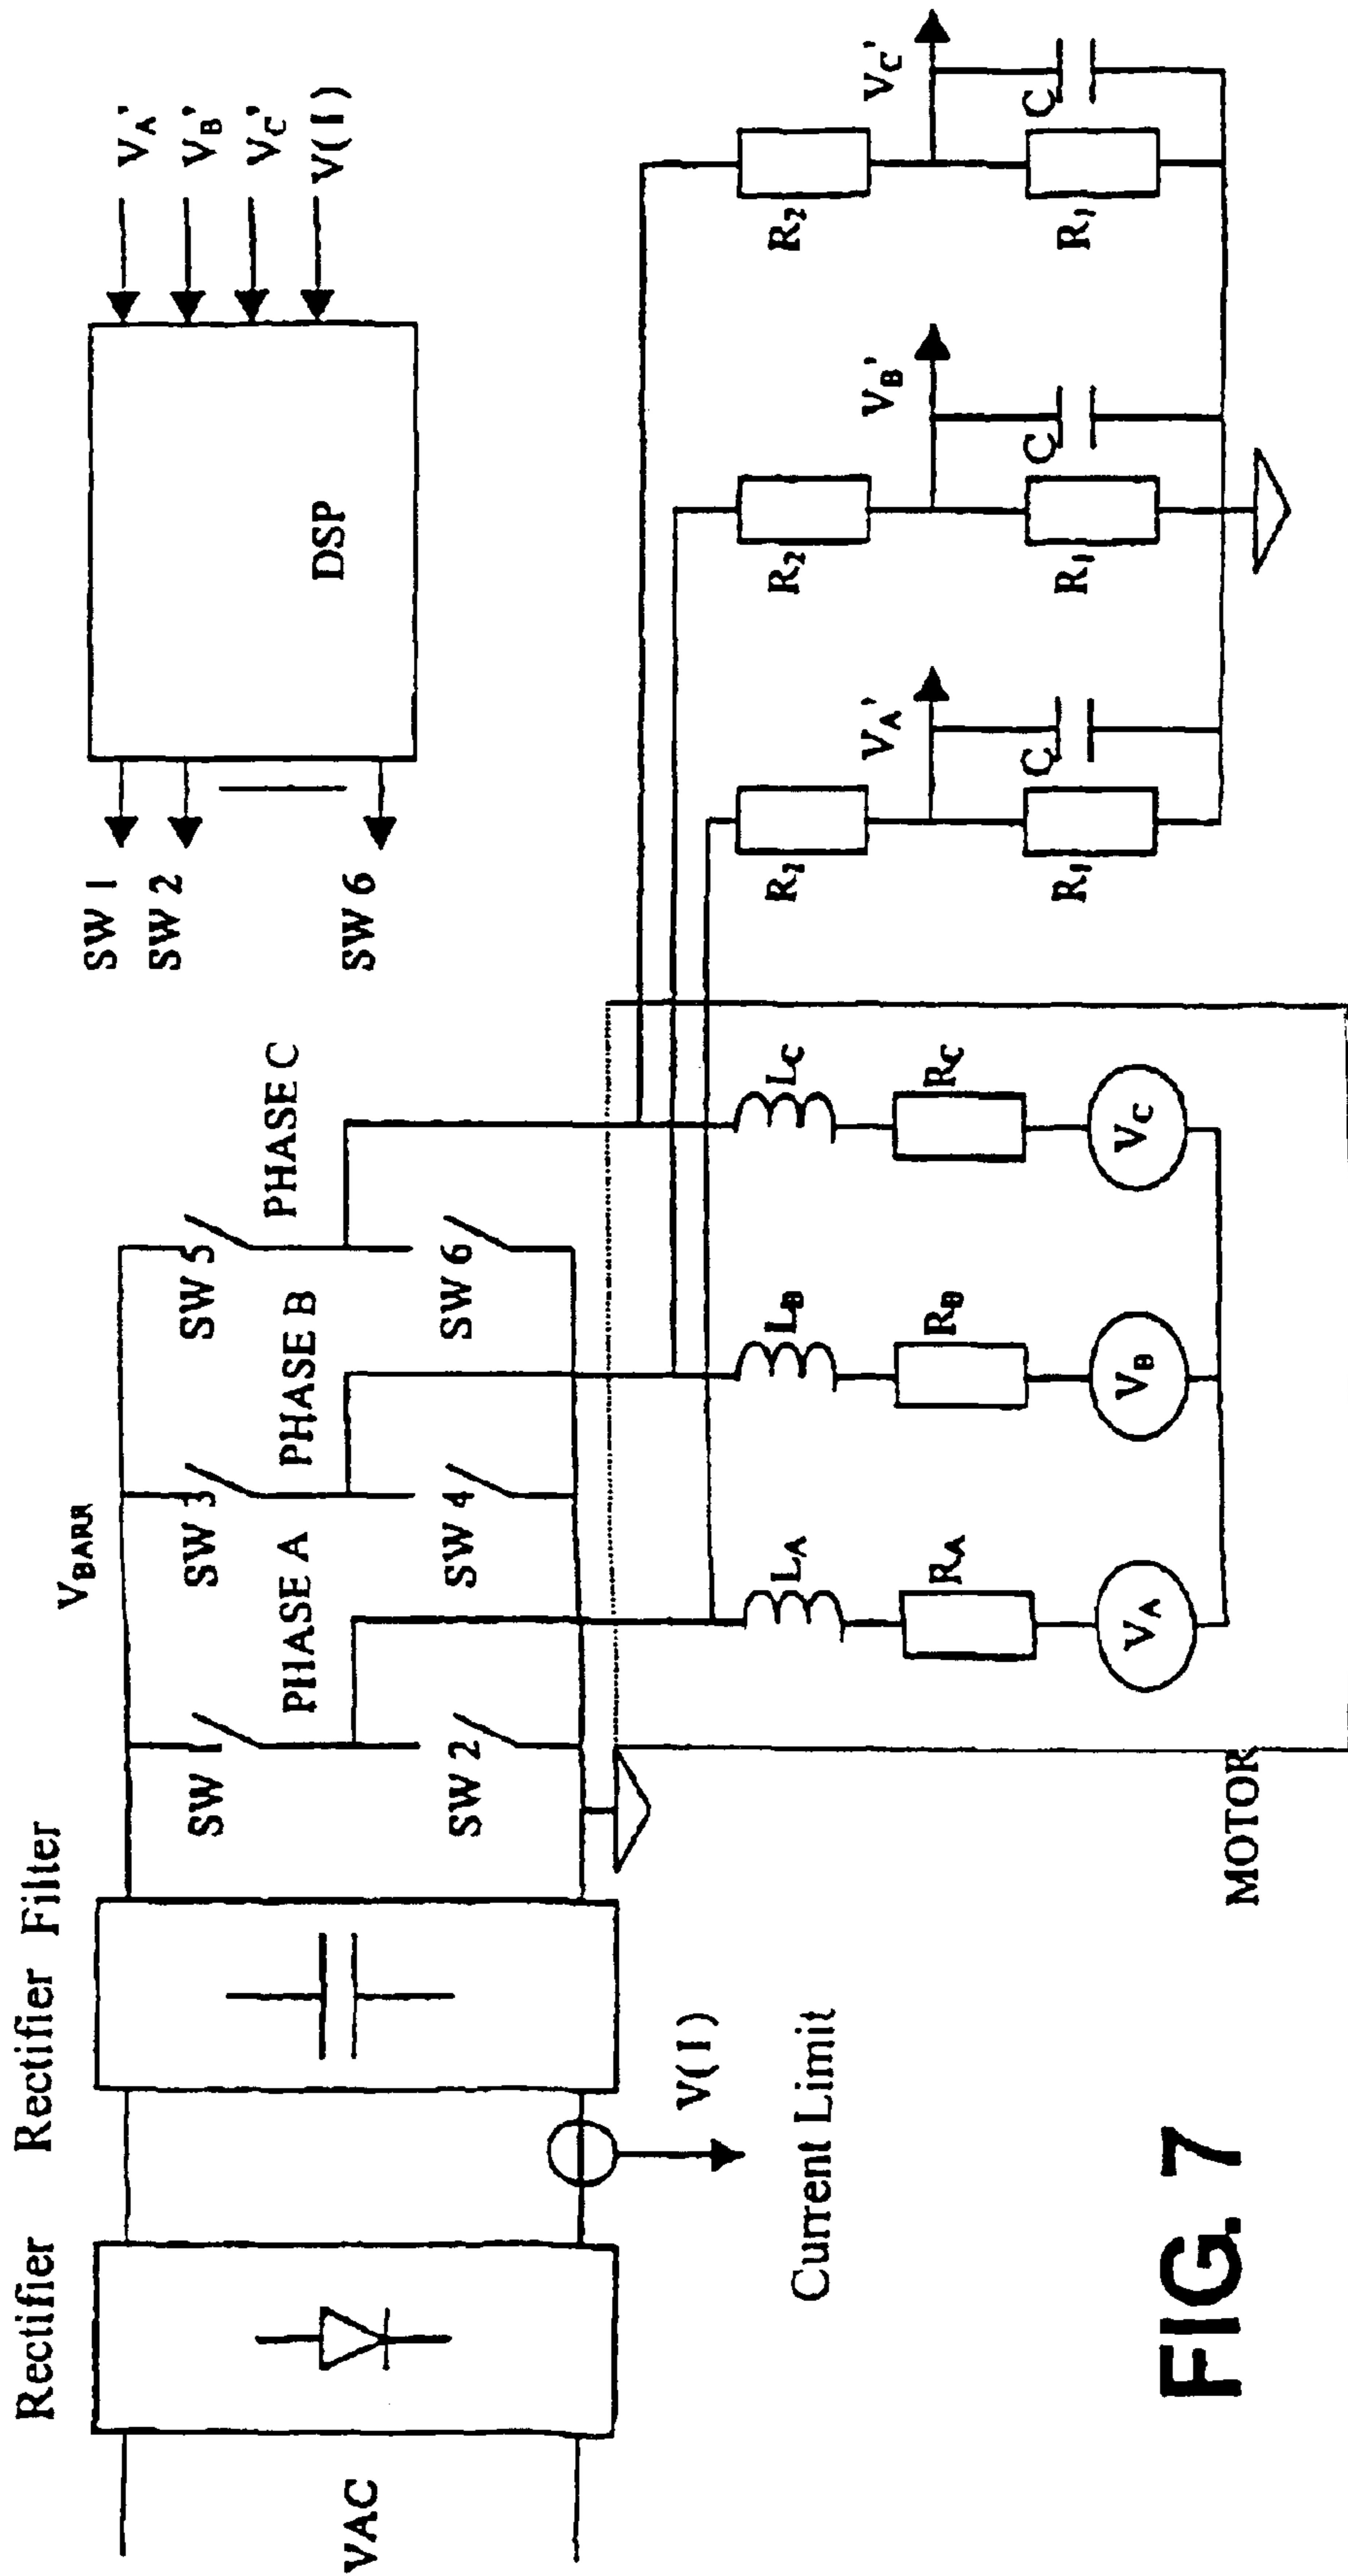 Rectifier
Rectifier Filter
VAC
V(I)
Current Limit
V_BARR
SW 1
SW 2
PHASE A
SW 3
SW 4
PHASE B
SW 5
SW 6
PHASE C
SW 1
SW 2
SW 6
DSP
V_A'
V_B'
V_C'
V(I)
L_A
R_A
V_A
L_B
R_B
V_B
L_C
R_C
V_C
MOTOR
R_2
V_A'
R_1
C
R_2
V_B'
R_1
C
R_2
V_C'
R_1
C
FIG. 7